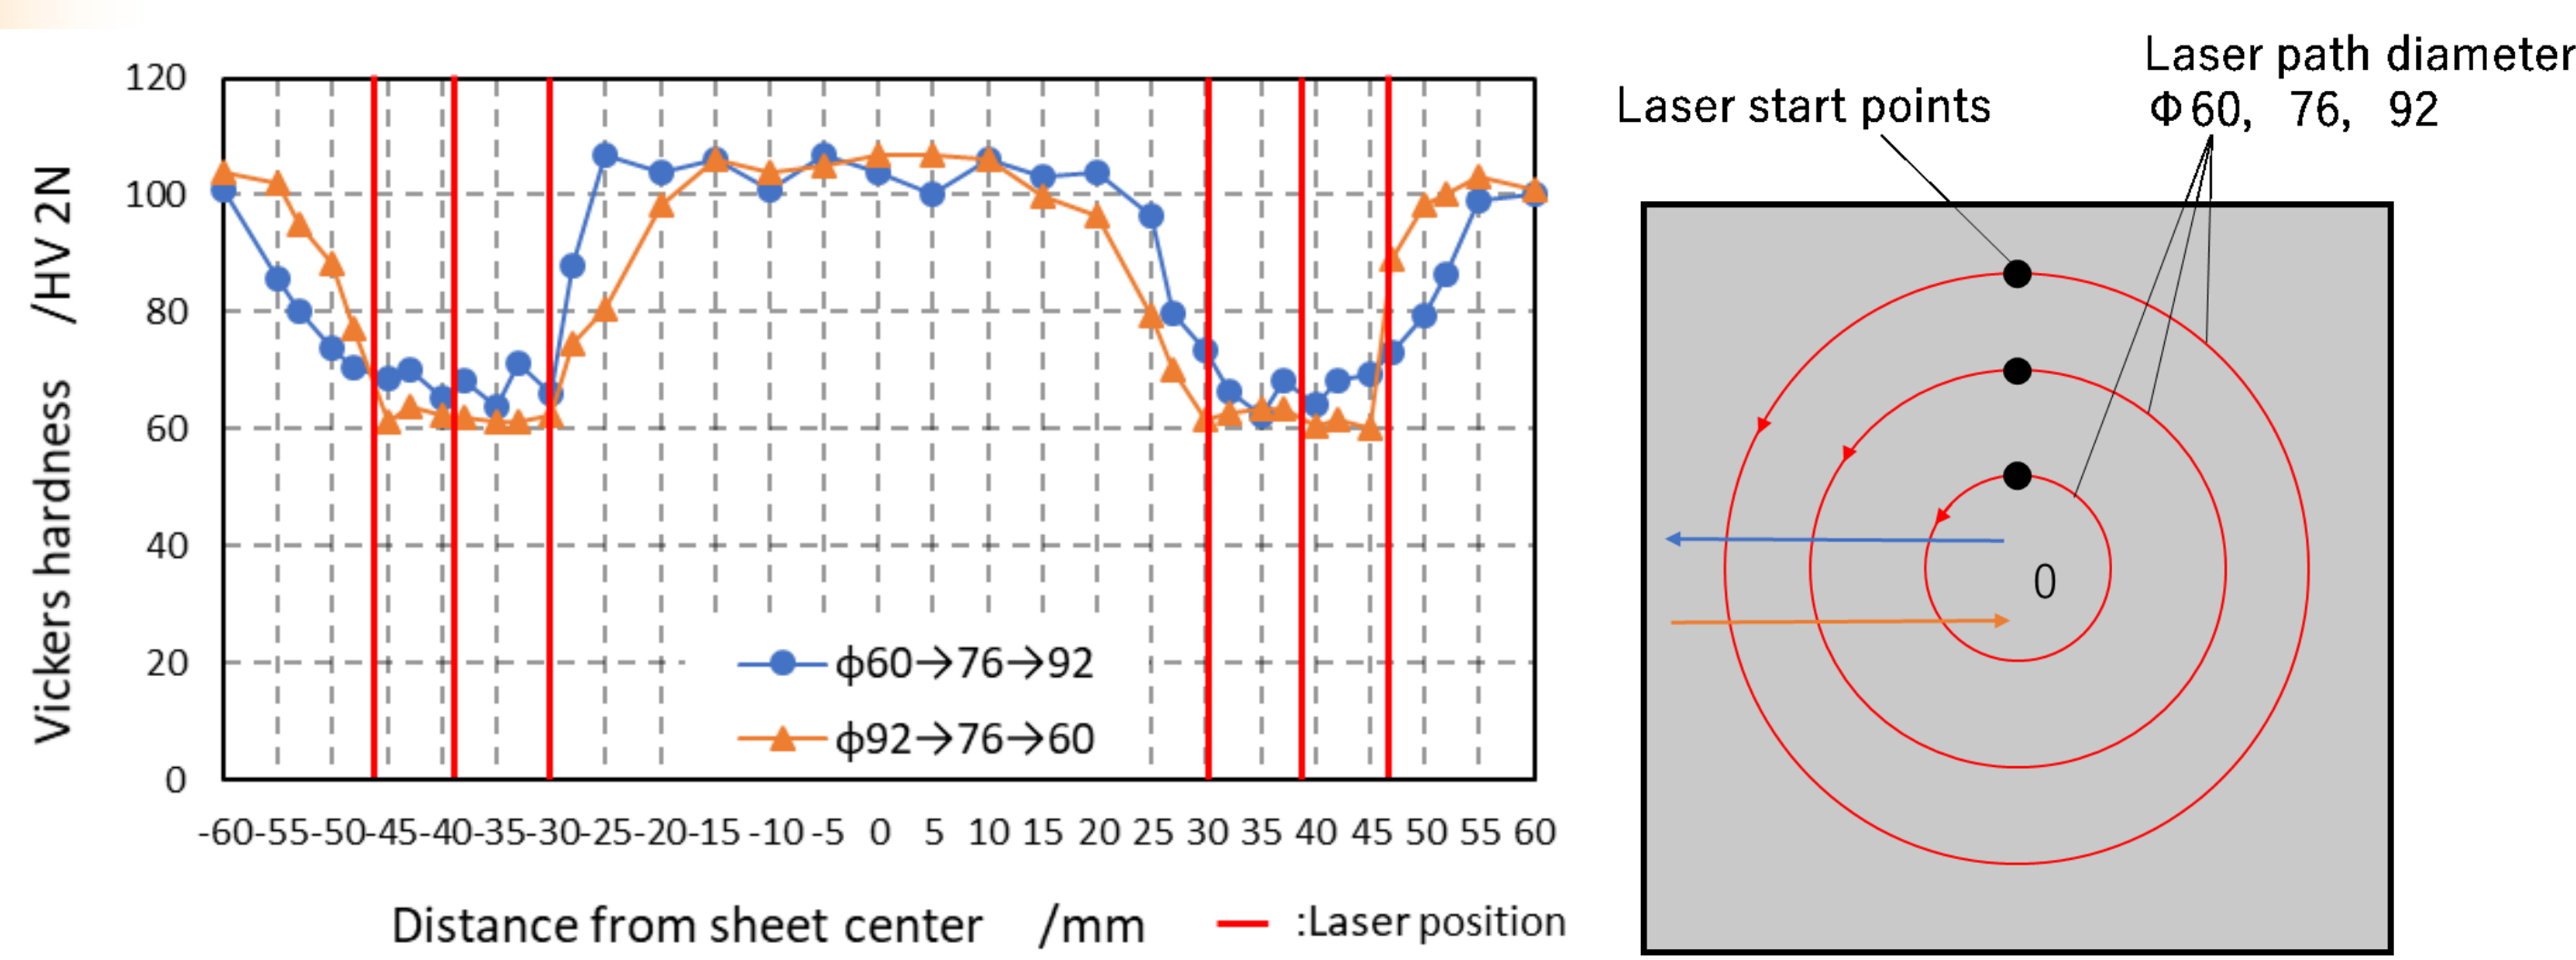 Laser path diameter
Φ60, 76, 92
Laser start points
120
100
80
60
40
20
0
Vickers hardness /HV 2N
ϕ60→76→92
ϕ92→76→60
-60-55-50-45-40-35-30-25-20-15 -10 -5 0 5 10 15 20 25 30 35 40 45 50 55 60
Distance from sheet center /mm
:Laser position
0